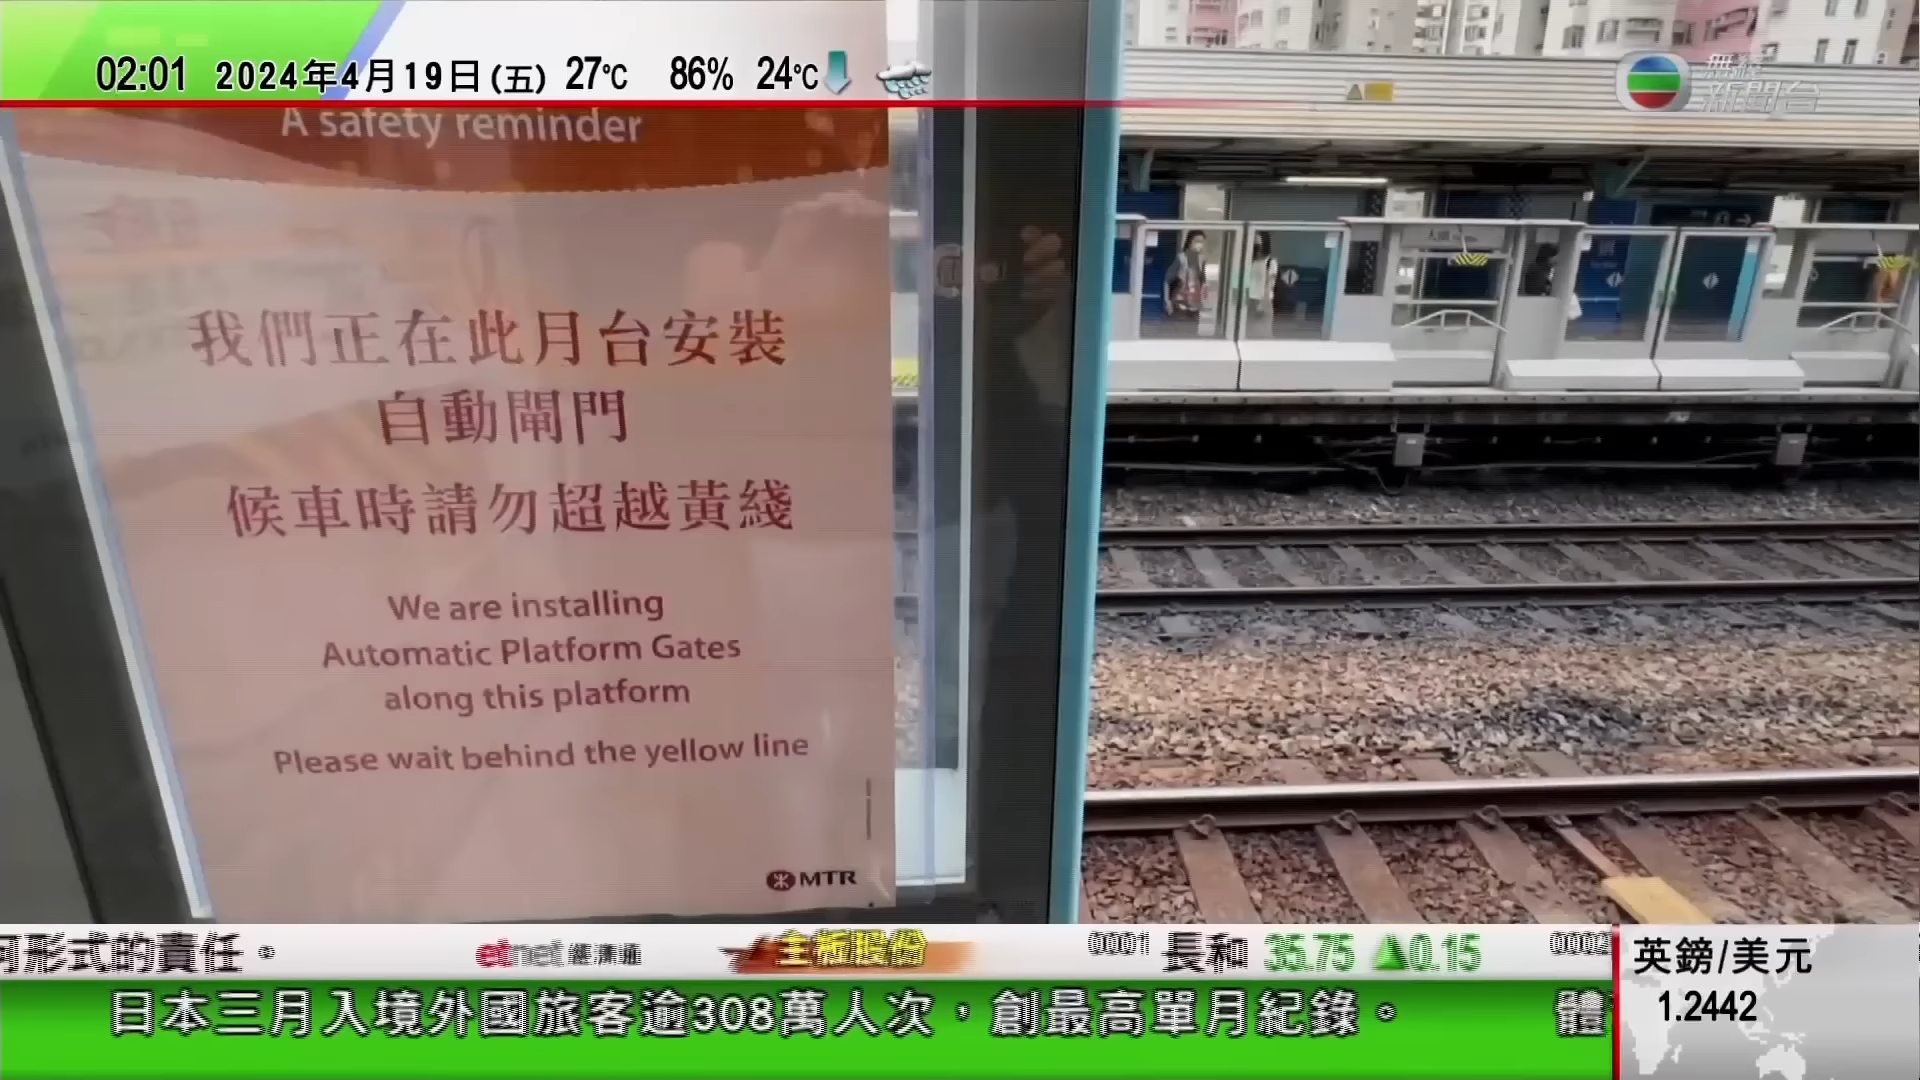 02:01 2024年4月19日(五) 27℃ 86% 24℃
無綫
新聞台
A safety reminder
我們正在此月台安裝
自動閘門
候車時請勿超越黃綫
We are installing
Automatic Platform Gates
along this platform
Please wait behind the yellow line
MTR
何形式的責任。 etnet 經濟通 主板股份 0001 長和 35.75 ▲0.15 0002
英鎊/美元
1.2442
日本三月入境外國旅客逾308萬人次，創最高單月紀錄。 體